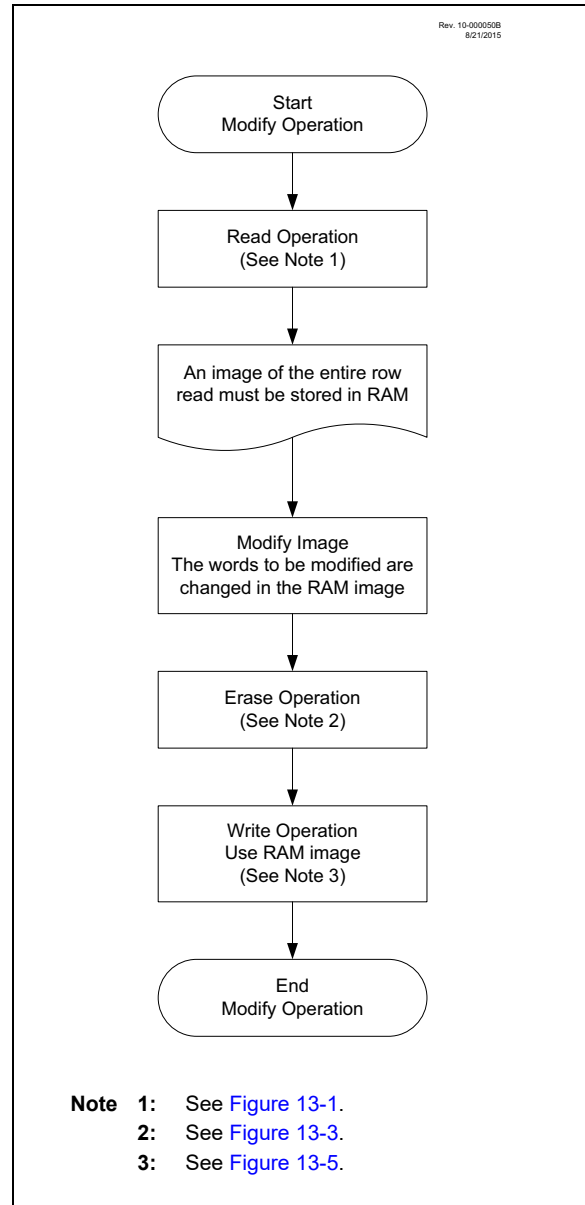 Rev. 10-000050B
8/21/2015
Start
Modify Operation
Read Operation
(See Note 1)
An image of the entire row
read must be stored in RAM
Modify Image
The words to be modified are
changed in the RAM image
Erase Operation
(See Note 2)
Write Operation
Use RAM image
(See Note 3)
End
Modify Operation
Note 1: See Figure 13-1.
2: See Figure 13-3.
3: See Figure 13-5.